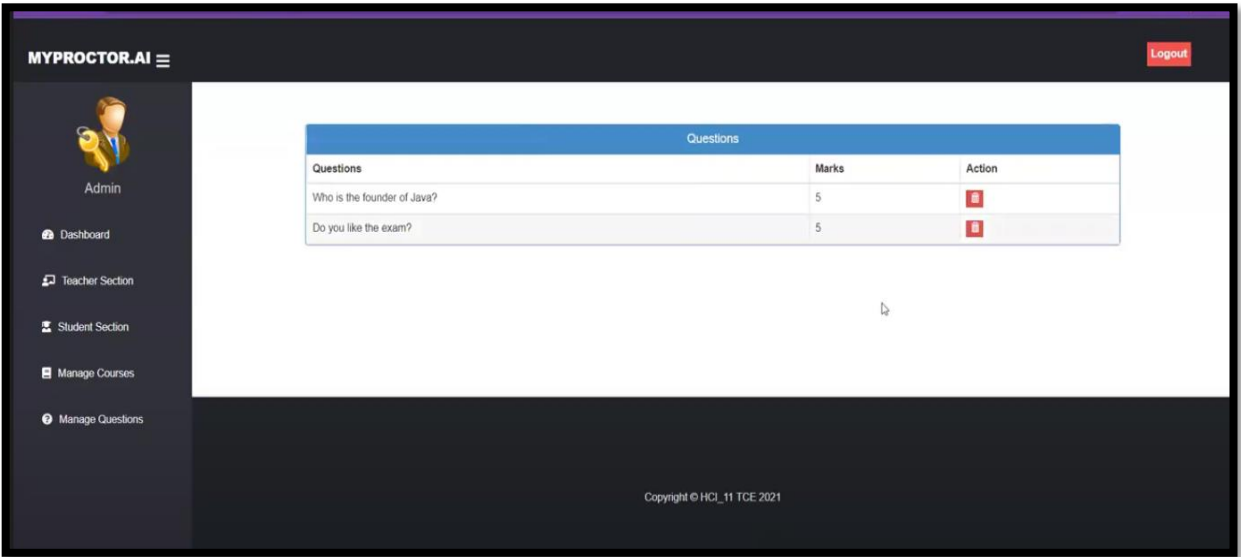 MYPROCTOR.AI
Logout
Admin
Dashboard
Teacher Section
Student Section
Manage Courses
Manage Questions
Questions
Questions Marks Action
Who is the founder of Java? 5
Do you like the exam? 5
Copyright © HCI_11 TCE 2021